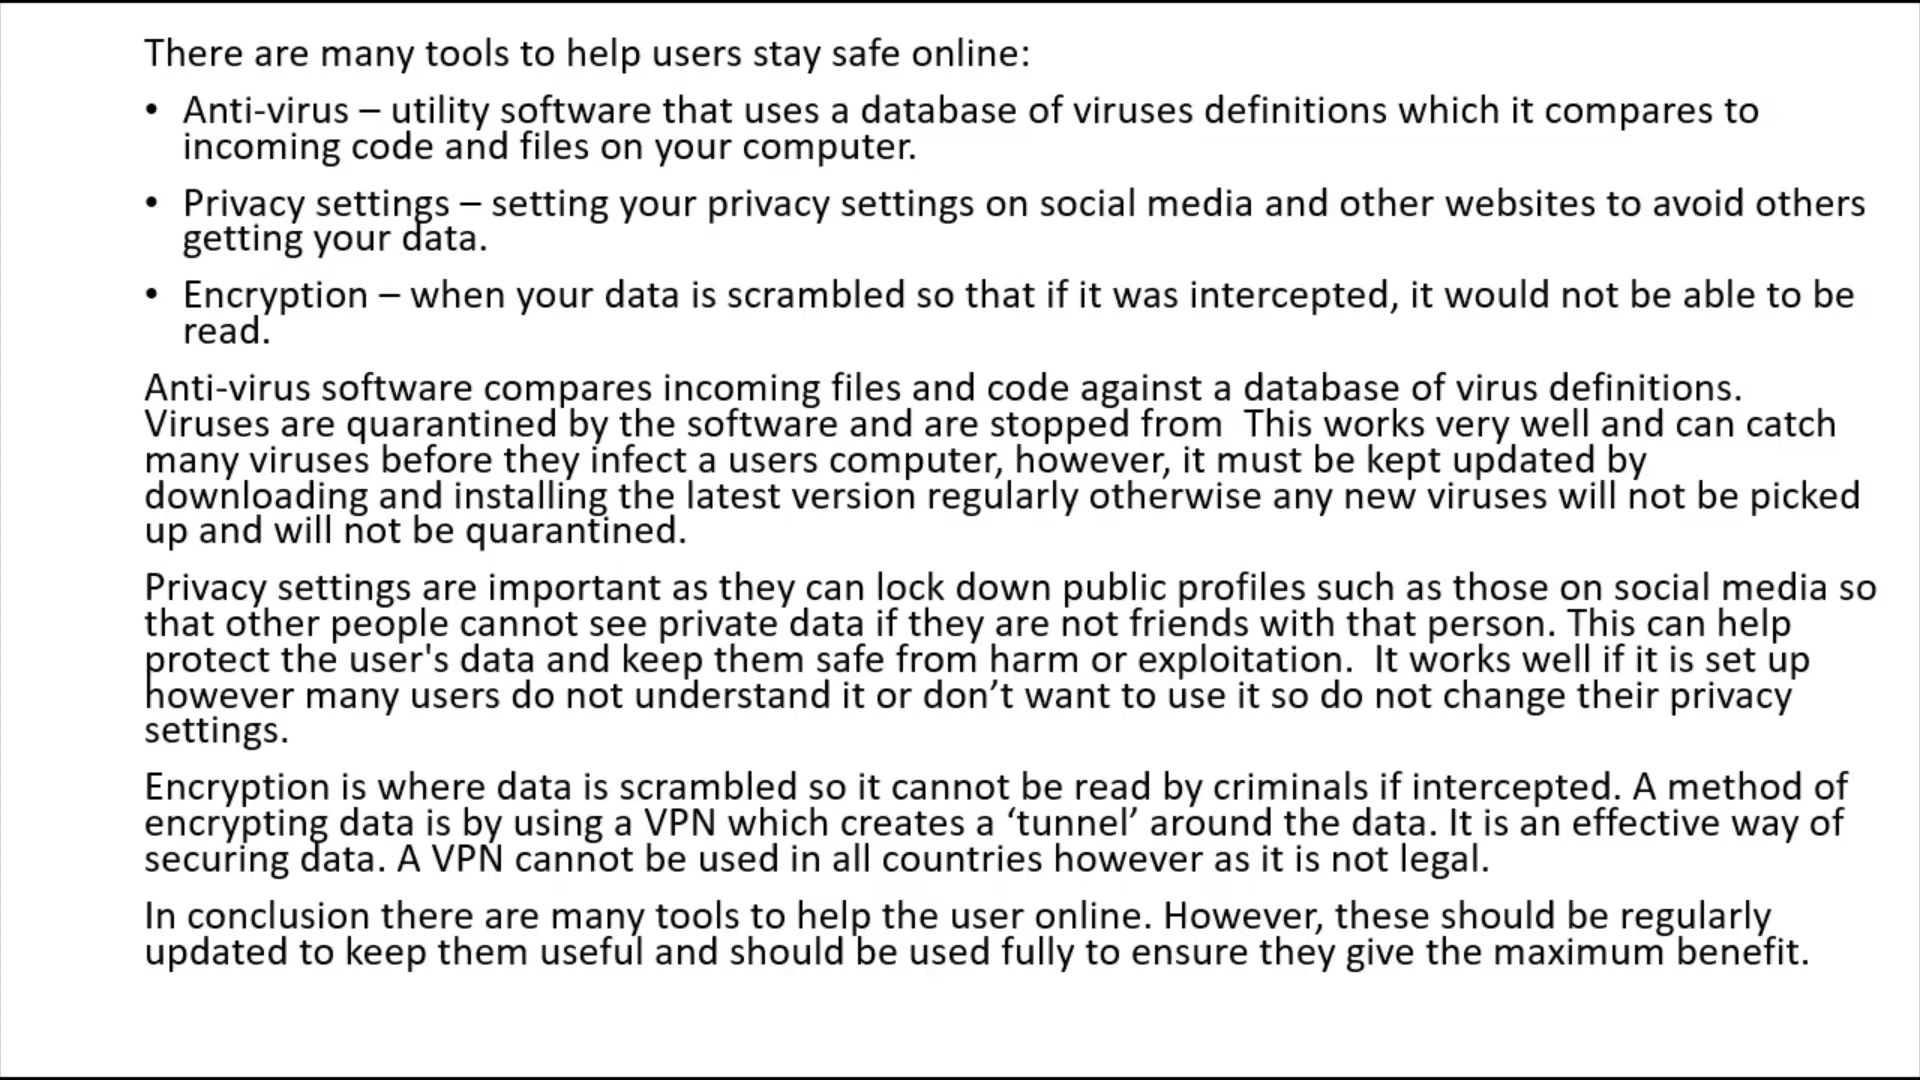 There are many tools to help users stay safe online:
• Anti-virus – utility software that uses a database of viruses definitions which it compares to
incoming code and files on your computer.
• Privacy settings – setting your privacy settings on social media and other websites to avoid others
getting your data.
• Encryption – when your data is scrambled so that if it was intercepted, it would not be able to be
read.
Anti-virus software compares incoming files and code against a database of virus definitions.
Viruses are quarantined by the software and are stopped from  This works very well and can catch
many viruses before they infect a users computer, however, it must be kept updated by
downloading and installing the latest version regularly otherwise any new viruses will not be picked
up and will not be quarantined.
Privacy settings are important as they can lock down public profiles such as those on social media so
that other people cannot see private data if they are not friends with that person. This can help
protect the user's data and keep them safe from harm or exploitation.  It works well if it is set up
however many users do not understand it or don’t want to use it so do not change their privacy
settings.
Encryption is where data is scrambled so it cannot be read by criminals if intercepted. A method of
encrypting data is by using a VPN which creates a ‘tunnel’ around the data. It is an effective way of
securing data. A VPN cannot be used in all countries however as it is not legal.
In conclusion there are many tools to help the user online. However, these should be regularly
updated to keep them useful and should be used fully to ensure they give the maximum benefit.